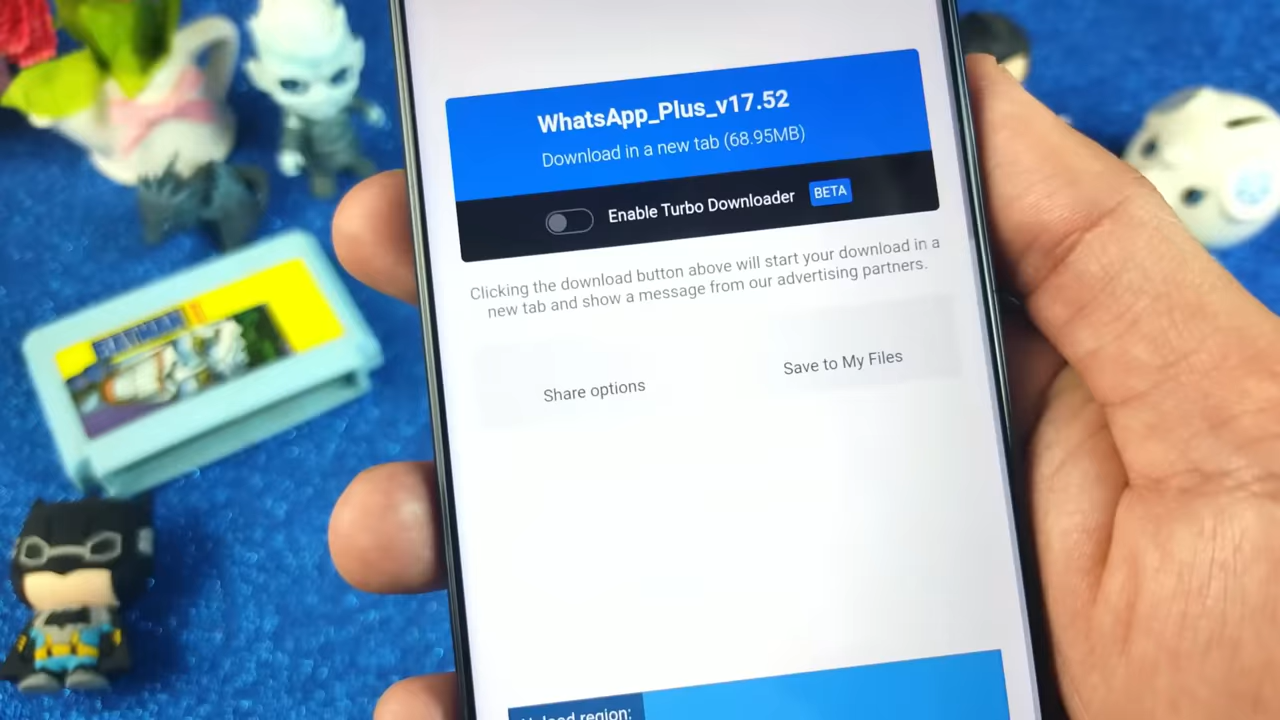 WhatsApp_Plus_v17.52
Download in a new tab (68.95MB)
Enable Turbo Downloader BETA
Clicking the download button above will start your download in a
new tab and show a message from our advertising partners.
Share options
Save to My Files
region: